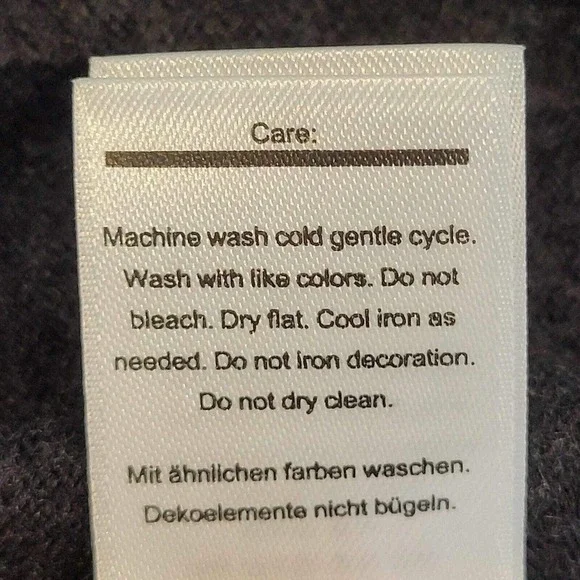 Care:
Machine wash cold gentle cycle.
Wash with like colors. Do not
bleach. Dry flat. Cool iron as
needed. Do not iron decoration.
Do not dry clean.
Mit ähnlichen farben waschen.
Dekoelemente nicht bügeln.